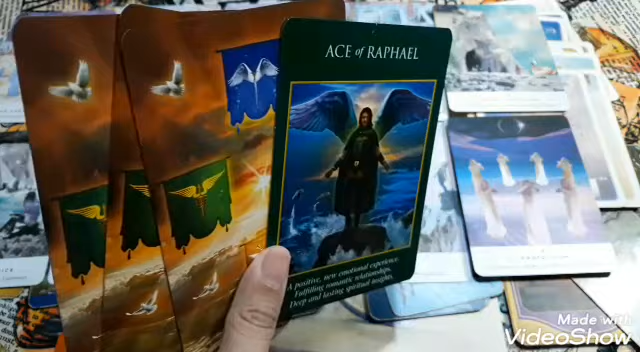 ACE of RAPHAEL
A positive, new emotional experience.
Fulfilling romantic relationships.
Deep and lasting spiritual insights.
Made with
VideoShow